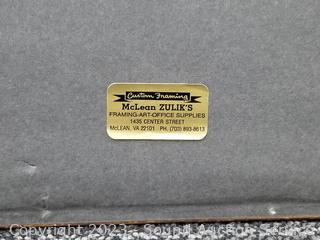 Custom Framing
McLean ZULIK'S
FRAMING-ART-OFFICE SUPPLIES
1435 CENTER STREET
McLEAN, VA 22101 PH. (703) 893-8613
Copyright 2023 - Sound Auction Service